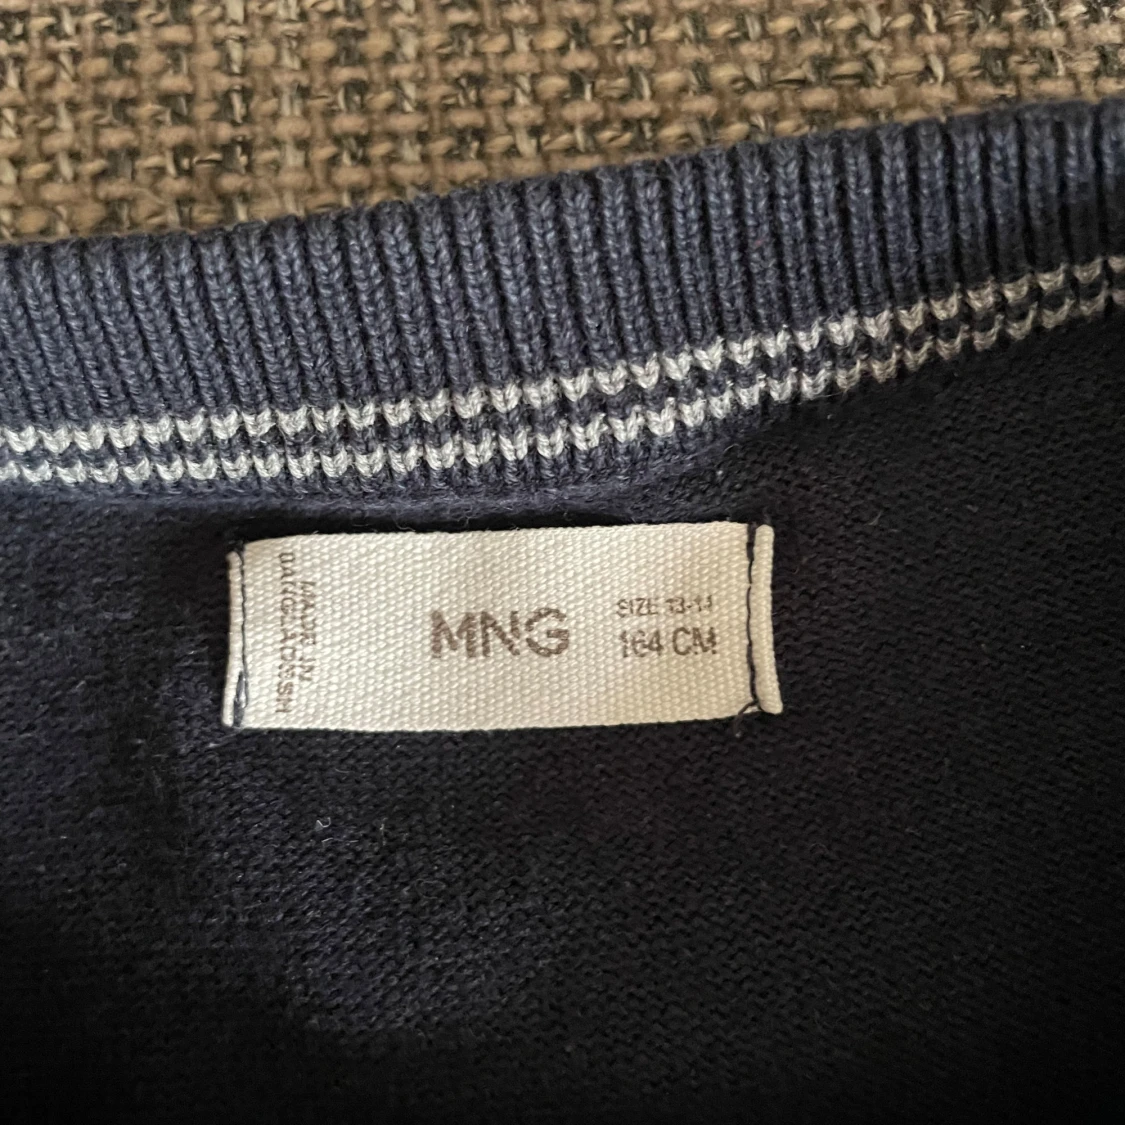 MADE IN
BANGLADESH
MNG
SIZE 13-14
164 CM